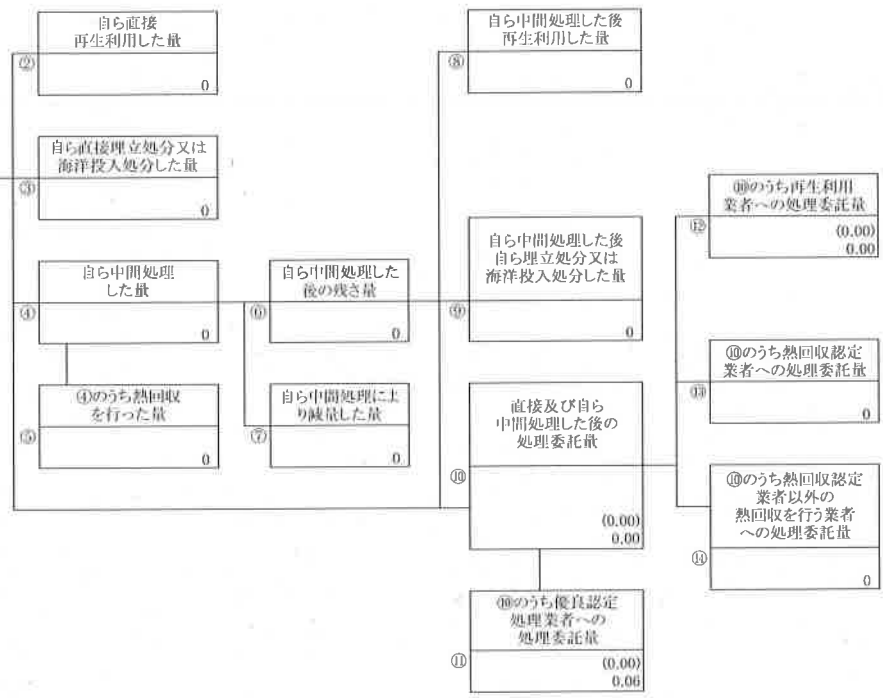 自ら直接
再生利用した量
②
0
自ら直接埋立処分又は
海洋投入処分した量
③
0
自ら中間処理
した量
④
0
④のうち熱回収
を行った量
⑤
0
自ら中間処理した
後の残さ量
⑥
0
自ら中間処理によ
り減量した量
⑦
0
自ら中間処理した後
再生利用した量
⑧
0
自ら中間処理した後
自ら埋立処分又は
海洋投入処分した量
⑨
0
直接及び自ら
中間処理した後の
処理委託量
⑩
(0.00)
0.00
⑩のうち優良認定
処理業者への
処理委託量
⑪
(0.00)
0.06
⑩のうち再生利用
業者への処理委託量
⑫
(0.00)
0.00
⑩のうち熱回収認定
業者への処理委託量
⑬
0
⑩のうち熱回収認定
業者以外の
熱回収を行う業者
への処理委託量
⑭
0